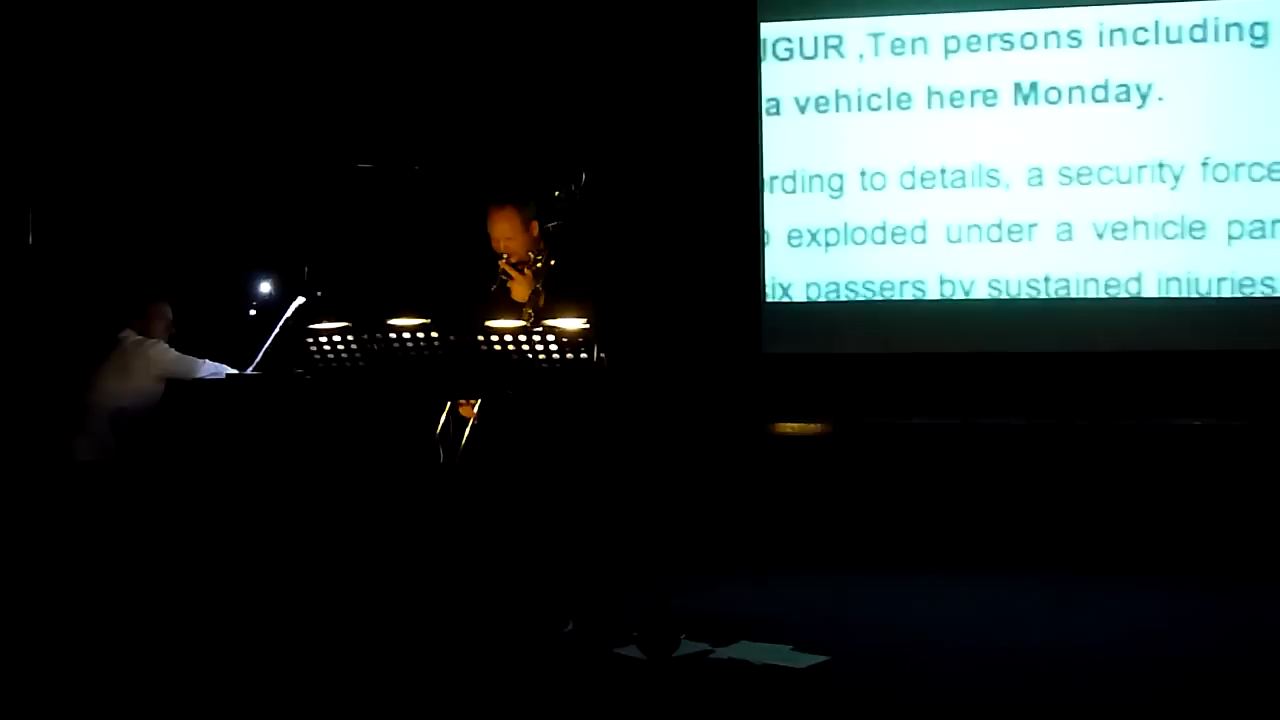 JGUR ,Ten persons including
a vehicle here Monday.
rding to details, a security force
exploded under a vehicle par
ix passers by sustained injuries